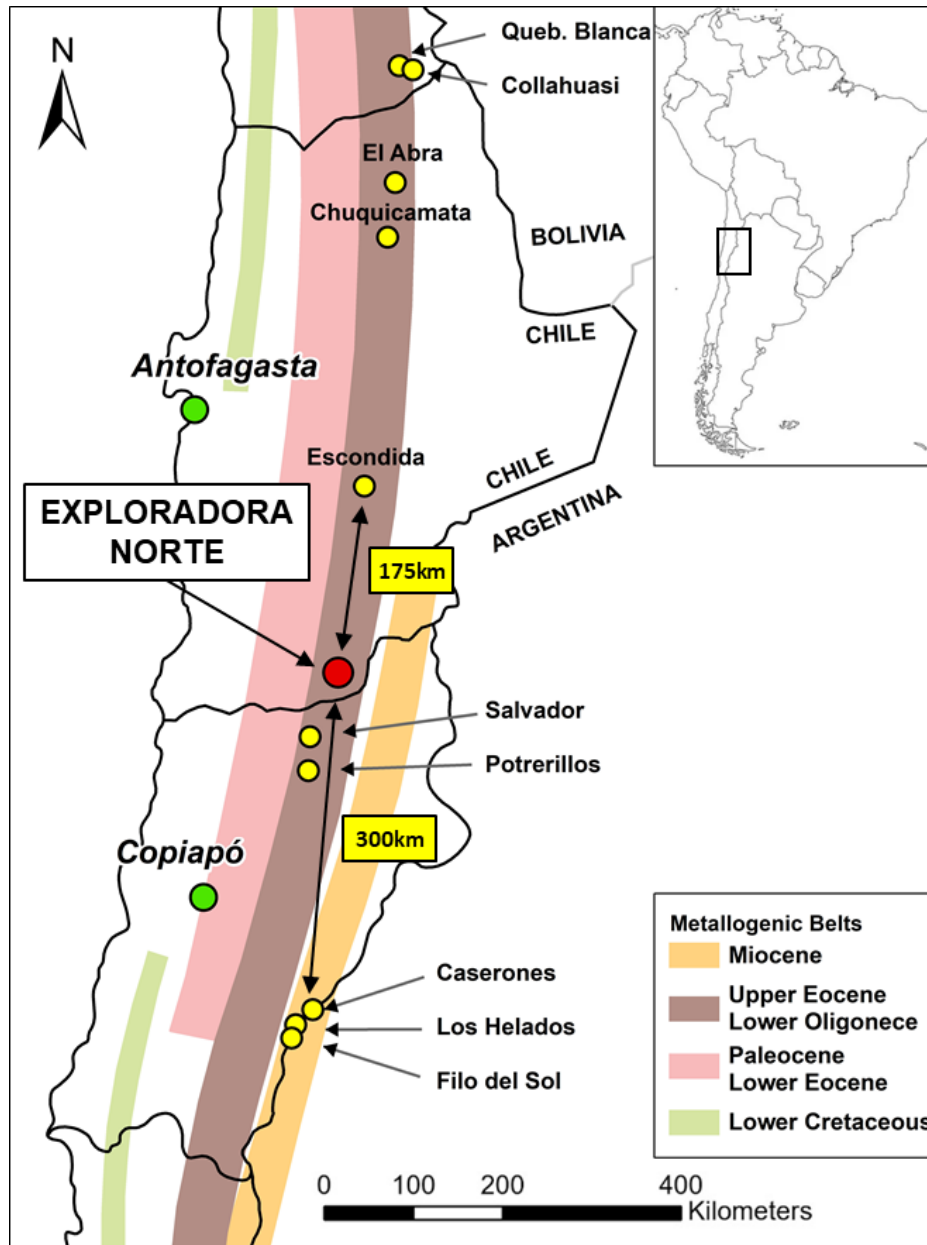 N
Queb. Blanca
Collahuasi
El Abra
Chuquicamata
BOLIVIA
CHILE
Antofagasta
Escondida
CHILE
ARGENTINA
EXPLORADORA
NORTE
175km
Salvador
Potrerillos
300km
Copiapó
Caserones
Los Helados
Filo del Sol
Metallogenic Belts
Miocene
Upper Eocene
Lower Oligonece
Paleocene
Lower Eocene
Lower Cretaceous
0 100 200 400
Kilometers